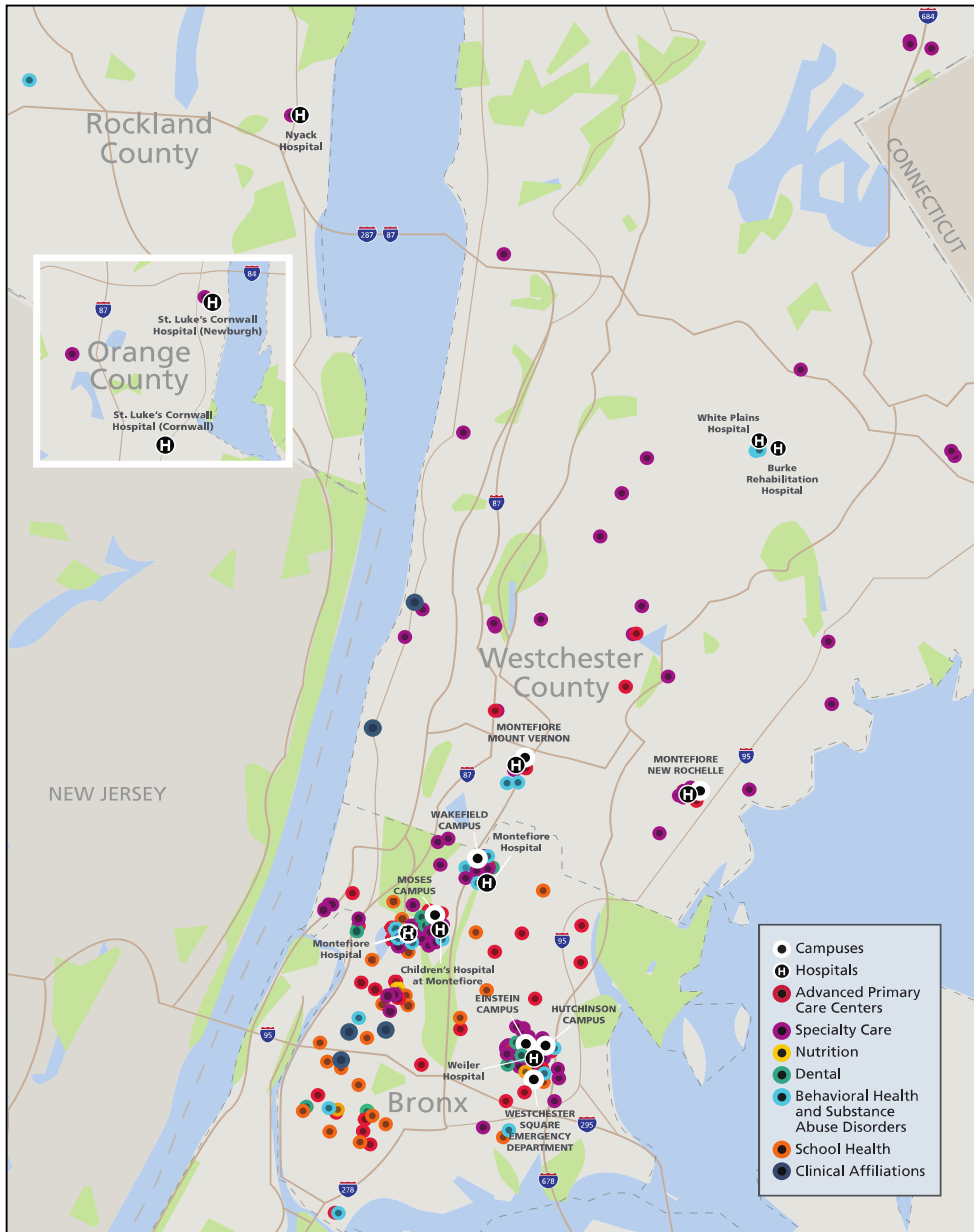 684
Rockland
County
Nyack
Hospital
CONNECTICUT
287
87
84
87
St. Luke's Cornwall
Hospital (Newburgh)
Orange
County
St. Luke's Cornwall
Hospital (Cornwall)
H
H
H
White Plains
Hospital
H
H
Burke
Rehabilitation
Hospital
87
Westchester
County
MONTEFIORE
MOUNT VERNON
H
95
MONTEFIORE
NEW ROCHELLE
H
87
NEW JERSEY
WAKEFIELD
CAMPUS
Montefiore
Hospital
H
MOSES
CAMPUS
H
H
Montefiore
Hospital
Children's Hospital
at Montefiore
95
EINSTEIN
CAMPUS
HUTCHINSON
CAMPUS
95
Weiler
Hospital
H
Bronx
WESTCHESTER
SQUARE
EMERGENCY
DEPARTMENT
295
278
678
Campuses
H Hospitals
Advanced Primary
Care Centers
Specialty Care
Nutrition
Dental
Behavioral Health
and Substance
Abuse Disorders
School Health
Clinical Affiliations